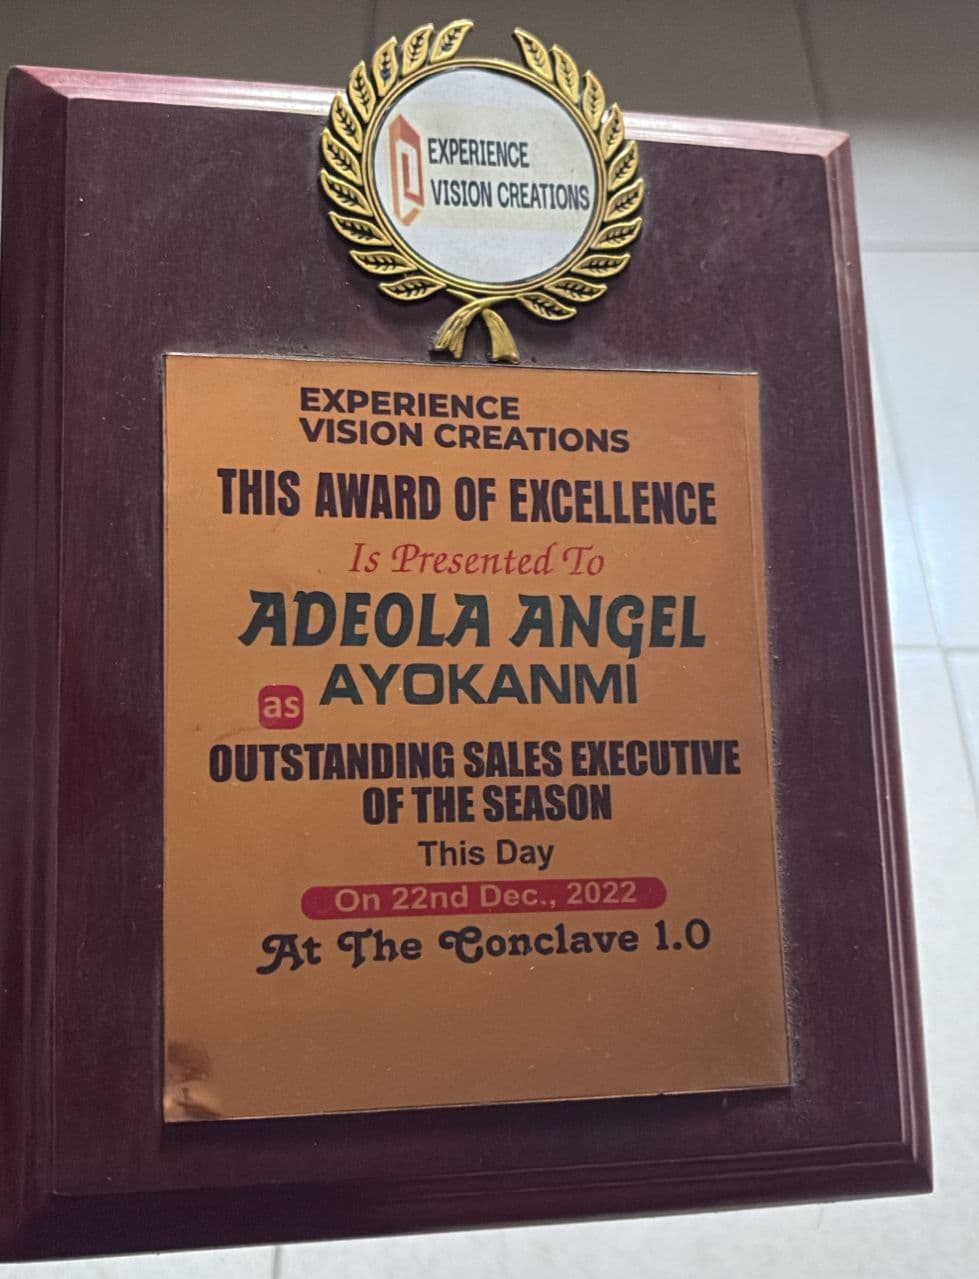 EXPERIENCE
VISION CREATIONS
EXPERIENCE
VISION CREATIONS
THIS AWARD OF EXCELLENCE
Is Presented To
ADEOLA ANGEL
AYOKANMI
as
OUTSTANDING SALES EXECUTIVE
OF THE SEASON
This Day
On 22nd Dec., 2022
At The Conclave 1.0